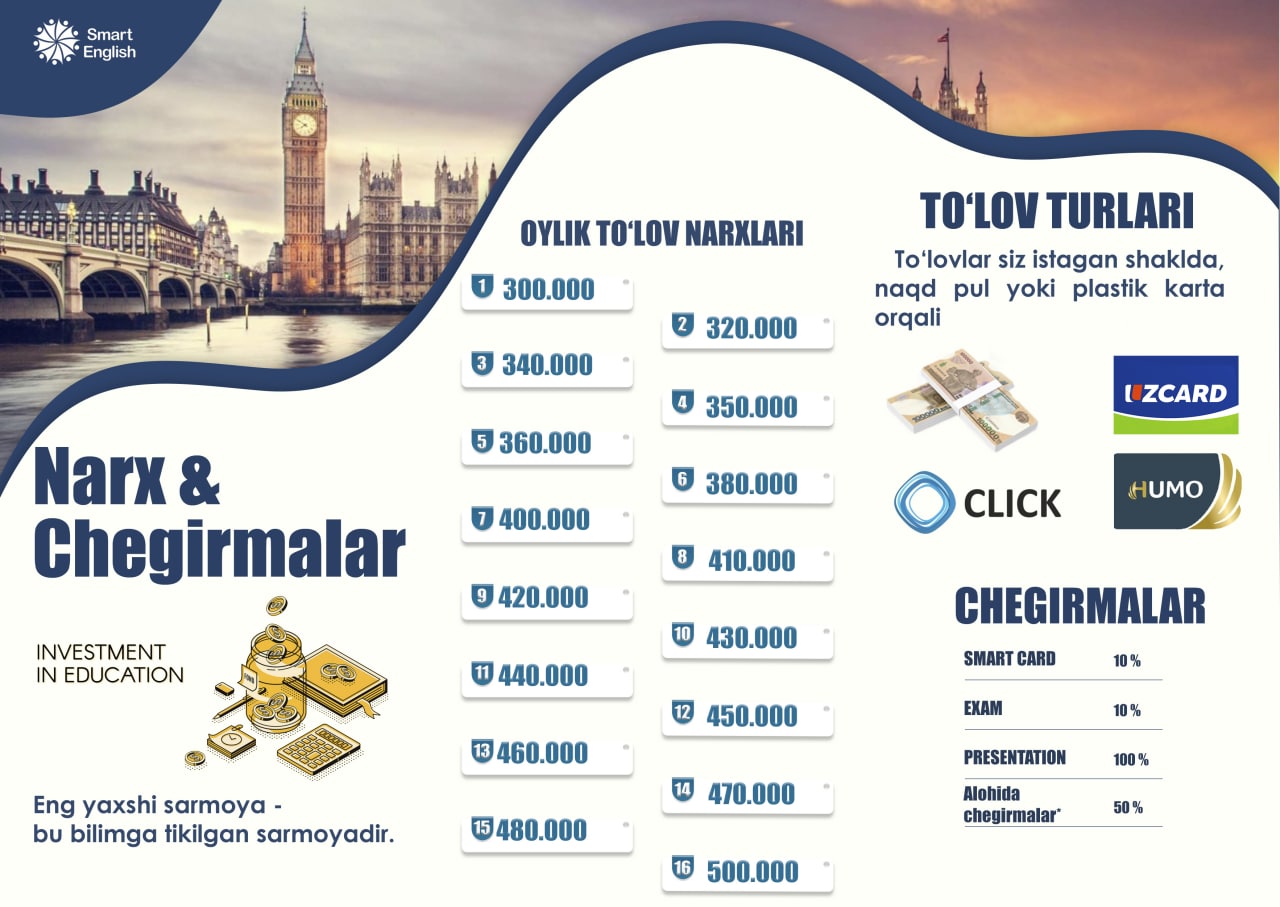 Smart
English
Narx &
Chegirmalar
INVESTMENT
IN EDUCATION
Eng yaxshi sarmoya -
bu bilimga tikilgan sarmoyadir.
OYLIK TO‘LOV NARXLARI
1 300.000
2 320.000
3 340.000
4 350.000
5 360.000
6 380.000
7 400.000
8 410.000
9 420.000
10 430.000
11 440.000
12 450.000
13 460.000
14 470.000
15 480.000
16 500.000
TO‘LOV TURLARI
To‘lovlar siz istagan shaklda,
naqd pul yoki plastik karta
orqali
UZCARD
CLICK
HUMO
CHEGIRMALAR
SMART CARD 10 %
EXAM 10 %
PRESENTATION 100 %
Alohida
chegirmalar* 50 %